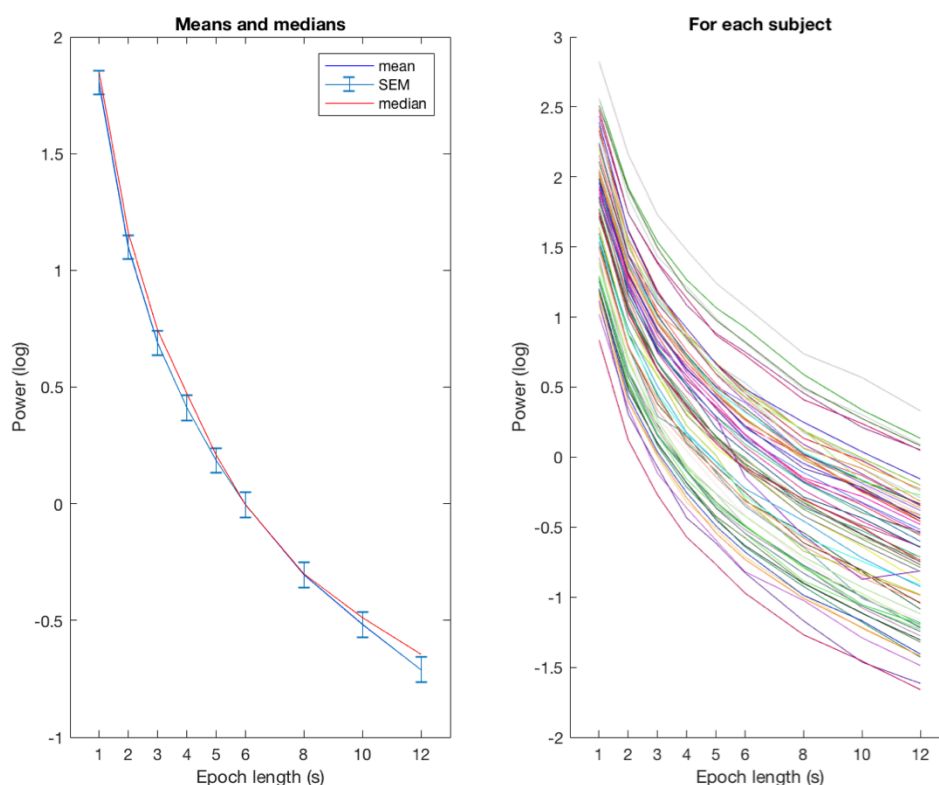 Means and medians
2
1.5
1
0.5
0
-0.5
-1
Power (log)
mean
SEM
median
1 2 3 4 5 6 8 10 12
Epoch length (s)
For each subject
3
2.5
2
1.5
1
0.5
0
-0.5
-1
-1.5
-2
Power (log)
1 2 3 4 5 6 8 10 12
Epoch length (s)